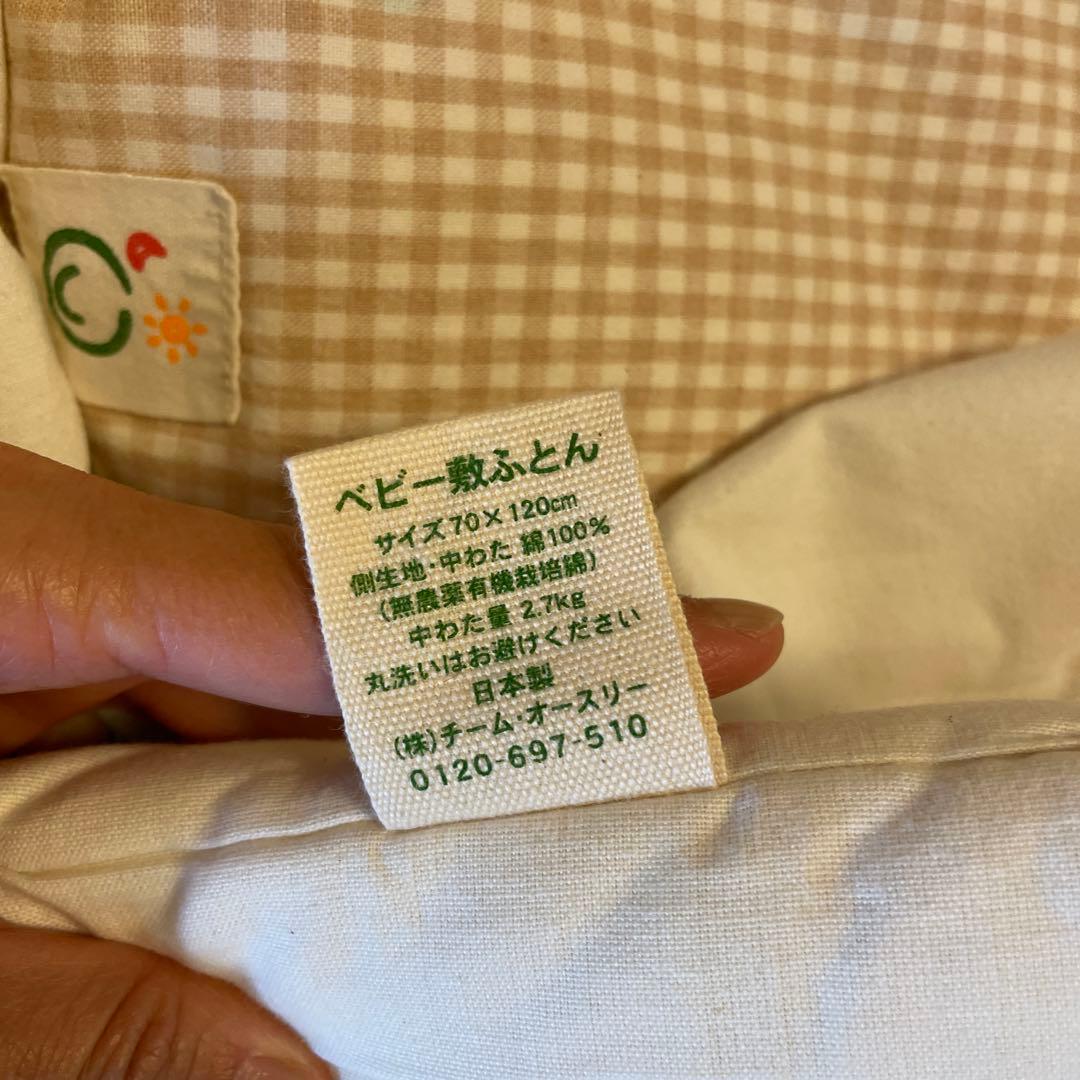 ベビー敷ふとん
サイズ70×120cm
側生地・中わた 綿100%
(無農薬有機栽培綿)
中わた量 2.7kg
丸洗いはお避けください
日本製
(株)チーム・オースリー
0120-697-510